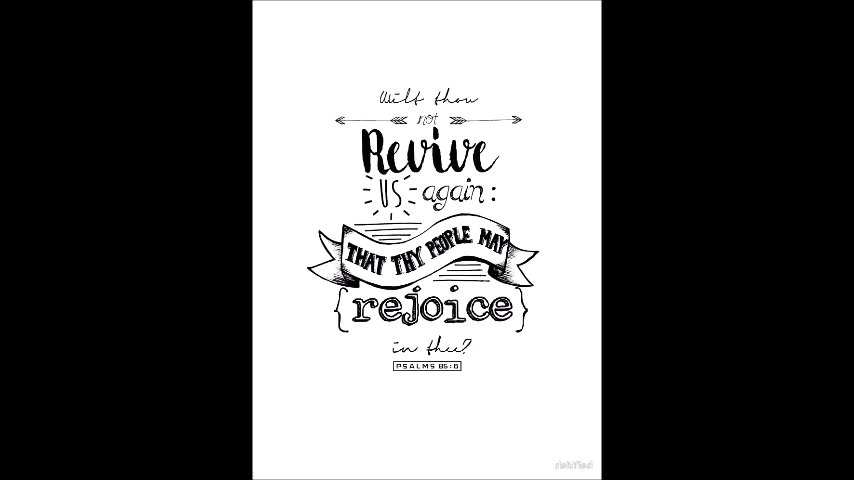 Wilt thou
not
Revive
US again:
THAT THY PEOPLE MAY
rejoice
in thee?
PSALMS 85:6